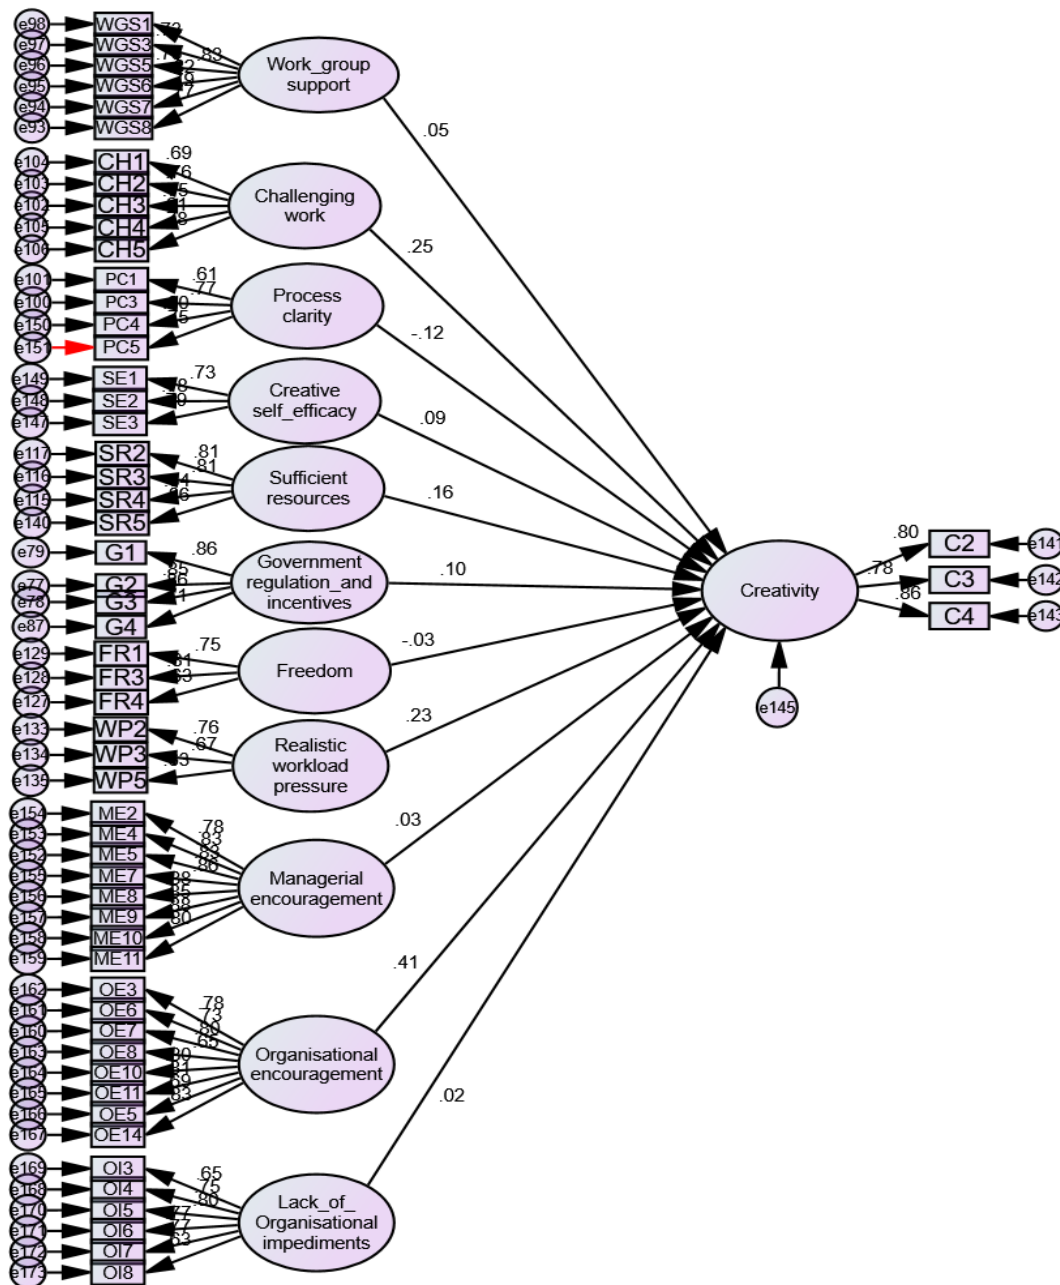 e98
WGS1
e97
WGS3
e96
WGS5
e95
WGS6
e94
WGS7
e93
WGS8
.83
Work_group
support
.05
e104
CH1
.69
e103
CH2
e102
CH3
e105
CH4
e106
CH5
Challenging
work
.25
e101
PC1
.61
e100
PC3
.77
e150
PC4
e151
PC5
Process
clarity
-.12
e149
SE1
.73
e148
SE2
e147
SE3
Creative
self_efficacy
.09
e117
SR2
.81
e116
SR3
.81
e115
SR4
e140
SR5
Sufficient
resources
.16
e79
G1
.86
e77
G2
e78
G3
e87
G4
Government
regulation_and
incentives
.10
e129
FR1
.75
e128
FR3
e127
FR4
Freedom
-.03
e133
WP2
.76
e134
WP3
.67
e135
WP5
Realistic
workload
pressure
.23
e154
ME2
.78
e153
ME4
.83
e152
ME5
e155
ME7
.86
e156
ME8
e157
ME9
e158
ME10
.80
e159
ME11
Managerial
encouragement
.03
e162
OE3
.78
e161
OE6
.73
e160
OE7
.80
e163
OE8
.65
e164
OE10
e165
OE11
e166
OE5
.83
e167
OE14
Organisational
encouragement
.41
e169
OI3
.65
e168
OI4
.75
e170
OI5
.80
e171
OI6
e172
OI7
.63
e173
OI8
Lack_of_
Organisational
impediments
.02
Creativity
e145
.80
C2
e141
.78
C3
e142
.86
C4
e143